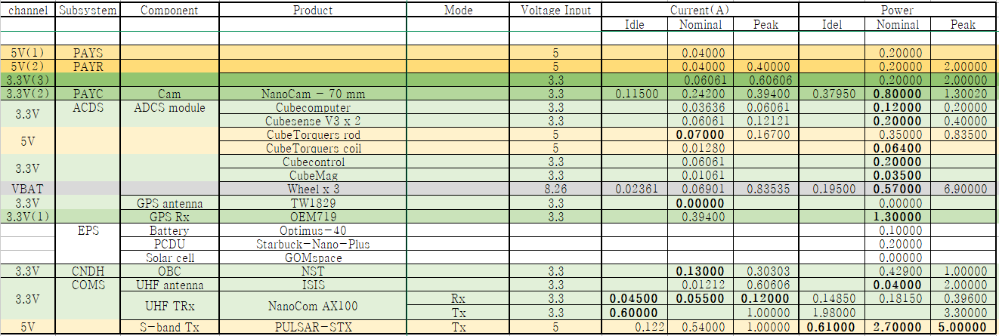 channel Subsystem Component Product Mode Voltage Input Current(A) Power
Idle Nominal Peak Idel Nominal Peak
5V(1) PAYS 5 0.04000 0.20000
5V(2) PAYR 5 0.04000 0.40000 0.20000 2.00000
3.3V(3) 3.3 0.06061 0.60606 0.20000 2.00000
3.3V(2) PAYC Cam NanoCam - 70 mm 3.3 0.11500 0.24200 0.39400 0.37950 0.80000 1.30020
3.3V ACDS ADCS module Cubecomputer 3.3 0.03636 0.06061 0.12000 0.20000
Cubesense V3 x 2 3.3 0.06061 0.12121 0.20000 0.40000
5V CubeTorquers rod 5 0.07000 0.16700 0.35000 0.83500
CubeTorquers coil 5 0.01280 0.06400
3.3V Cubecontrol 3.3 0.06061 0.20000
CubeMag 3.3 0.01061 0.03500
VBAT Wheel x 3 8.26 0.02361 0.06901 0.83535 0.19500 0.57000 6.90000
3.3V GPS antenna TW1829 3.3 0.00000 0.00000
3.3V(1) GPS Rx OEM719 3.3 0.39400 1.30000
EPS Battery Optimus-40 0.10000
PCDU Starbuck-Nano-Plus 0.20000
Solar cell GOMspace 0.00000
3.3V CNDH OBC NST 3.3 0.13000 0.30303 0.42900 1.00000
3.3V COMS UHF antenna ISIS 3.3 0.01212 0.60606 0.04000 2.00000
UHF TRx NanoCom AX100 Rx 3.3 0.04500 0.05500 0.12000 0.14850 0.18150 0.39600
Tx 3.3 0.60000 1.00000 1.98000 3.30000
5V S-band Tx PULSAR-STX Tx 5 0.122 0.54000 1.00000 0.61000 2.70000 5.00000